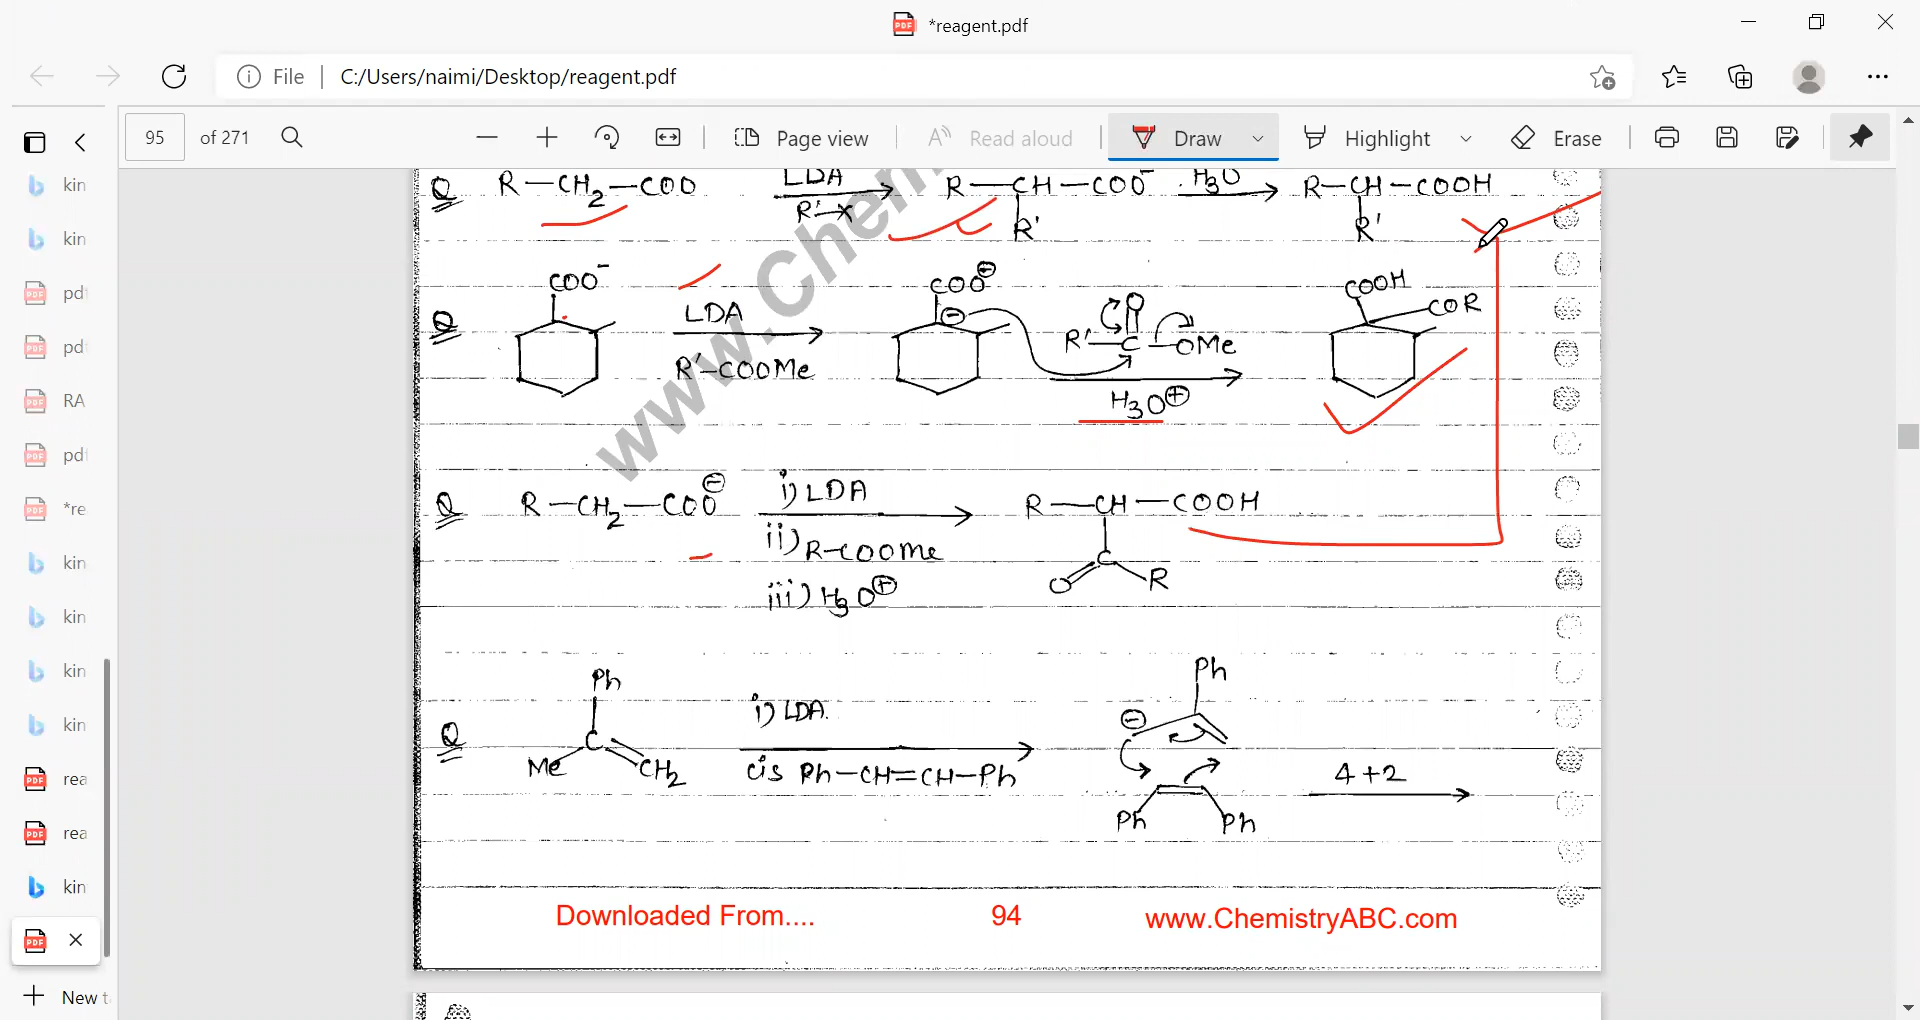 *reagent.pdf
File | C:/Users/naimi/Desktop/reagent.pdf
95 of 271
Page view
Read aloud
Draw
Highlight
Erase
kin
kin
pdf
pdf
RA
pdf
*re
kin
kin
kin
kin
rea
rea
kin
New t
Q R—CH2—COO LDA R'—X R—CH—COO⁻ H3O R—CH—COOH
R' R'
Q COO⁻ LDA R'—COOMe COO⊖ ⊖ O R'—C—OMe H3O⊕ COOH COR
Q R—CH2—COO⊖ i) LDA R—CH—COOH
ii) R-COOMe C
O R
iii) H3O⊕
Q Ph i) LDA. Ph
Me C CH2 ⊖
cis Ph—CH=CH—Ph 4+2
Ph Ph
www.Chem
Downloaded From.... 94 www.ChemistryABC.com